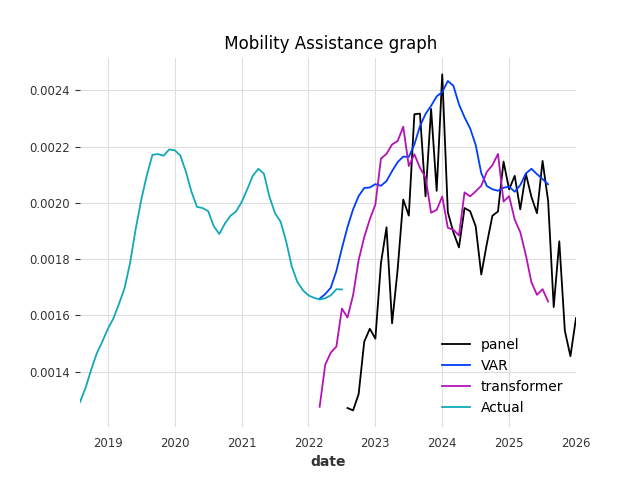 Mobility Assistance graph
0.0024
0.0022
0.0020
0.0018
0.0016
0.0014
panel
VAR
transformer
Actual
2019 2020 2021 2022 2023 2024 2025 2026
date